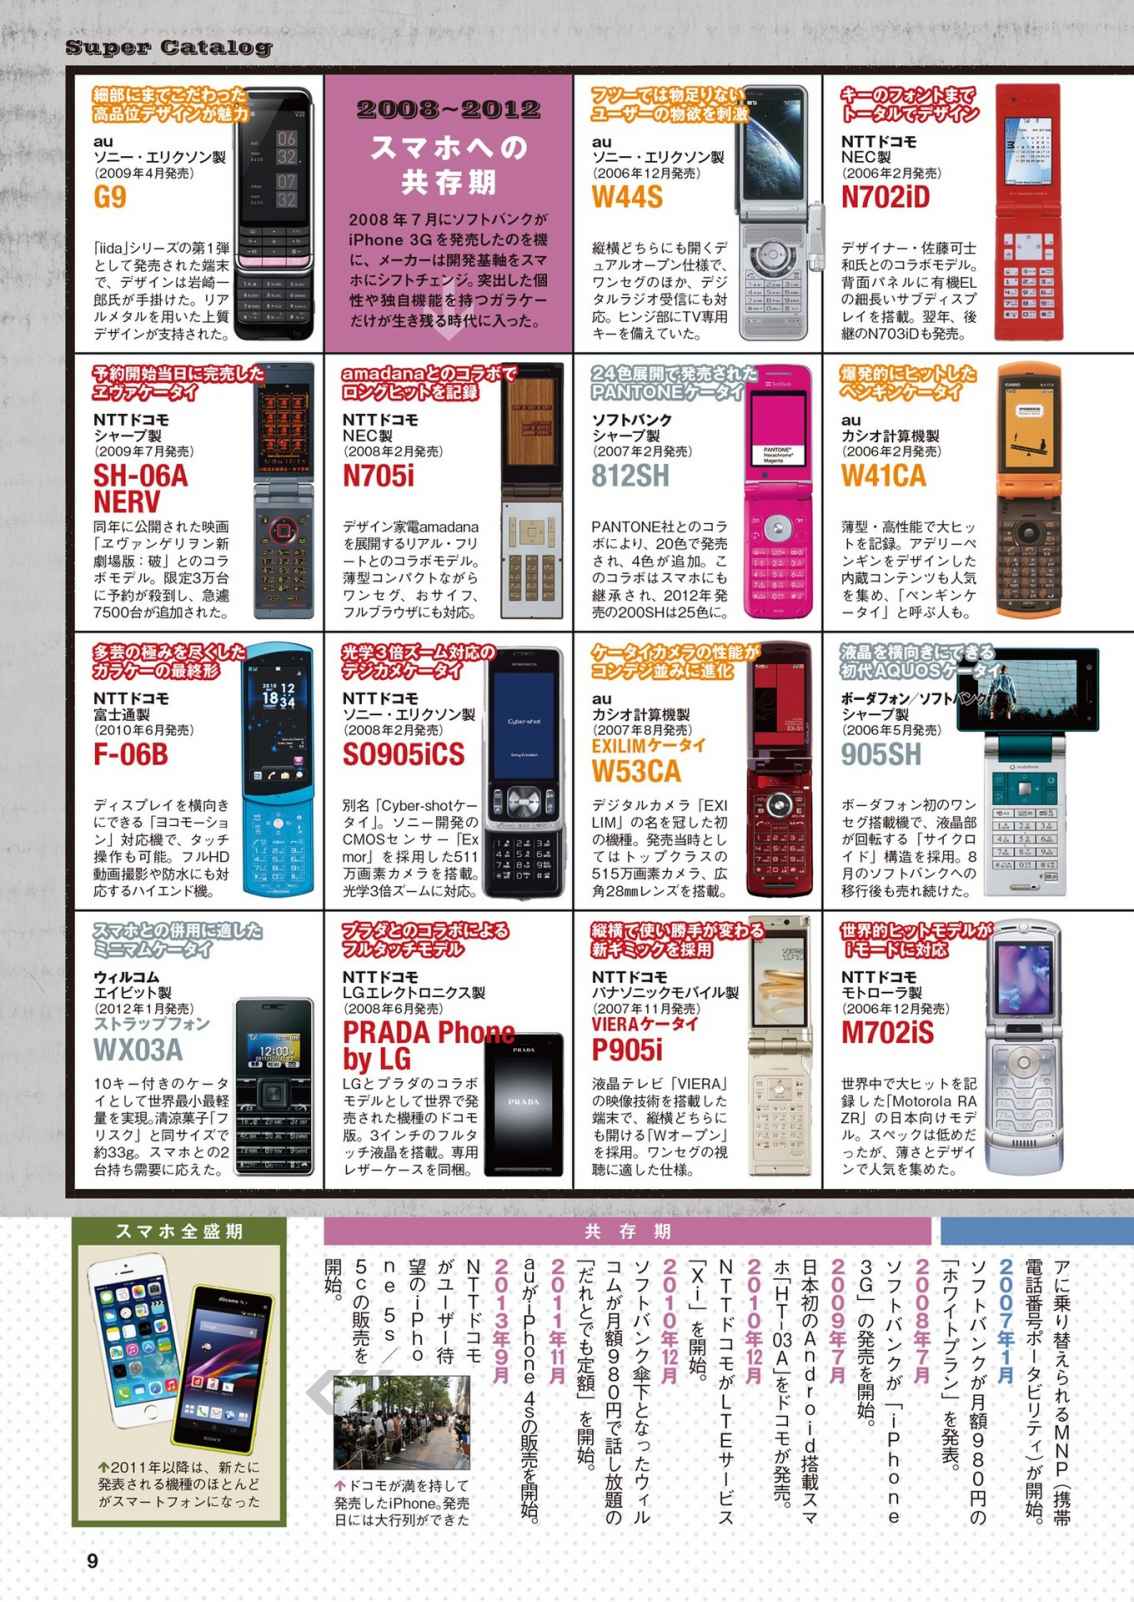 Super Catalog
キーのフォントまで
トータルでデザイン
NTTドコモ
NEC製
(2006年2月発売)
N702iD
デザイナー・佐藤可士
和氏とのコラボモデル。
背面パネルに有機EL
の細長いサブディスプ
レイを搭載。翌年、後
継のN703iDも発売。
爆発的にヒットした
ペンギンケータイ
au
カシオ計算機製
(2006年2月発売)
W41CA
薄型・高性能で大ヒッ
トを記録。アデリーペ
ンギンをデザインした
内蔵コンテンツも人気
を集め、「ペンギンケ
ータイ」と呼ぶ人も。
液晶を横向きにできる
初代AQUOSケータイ
ボーダフォン/ソフトバンク
シャープ製
(2006年5月発売)
905SH
ボーダフォン初のワン
セグ搭載機で、液晶部
が回転する「サイクロ
イド」構造を採用。8
月のソフトバンクへの
移行後も売れ続けた。
世界的ヒットモデルが
iモードに対応
NTTドコモ
モトローラ製
(2006年12月発売)
M702iS
世界中で大ヒットを記
録した「Motorola RA
ZR」の日本向けモデ
ル。スペックは低めだ
ったが、薄さとデザイ
ンで人気を集めた。
フツーでは物足りない
ユーザーの物欲を刺激
au
ソニー・エリクソン製
(2006年12月発売)
W44S
縦横どちらにも開くデ
ュアルオープン仕様で、
ワンセグのほか、デジ
タルラジオ受信にも対
応。ヒンジ部にTV専用
キーを備えていた。
24色展開で発売された
PANTONEケータイ
ソフトバンク
シャープ製
(2007年2月発売)
812SH
PANTONE社とのコラ
ボにより、20色で発売
され、4色が追加。こ
のコラボはスマホにも
継承され、2012年発
売の200SHは25色に。
PANTONE®
ケータイカメラの性能が
コンデジ並みに進化
au
カシオ計算機製
(2007年8月発売)
EXILIMケータイ
W53CA
デジタルカメラ「EXI
LIM」の名を冠した初
の機種。発売当時とし
てはトップクラスの
515万画素カメラ、広
角28mmレンズを搭載。
縦横で使い勝手が変わる
新ギミックを採用
NTTドコモ
パナソニックモバイル製
(2007年11月発売)
VIERAケータイ
P905i
液晶テレビ「VIERA」
の映像技術を搭載した
端末で、縦横どちらに
も開ける「Wオープン」
を採用。ワンセグの視
聴に適した仕様。
2008~2012
スマホへの
共存期
2008年7月にソフトバンクが
iPhone 3Gを発売したのを機
に、メーカーは開発基軸をスマ
ホにシフトチェンジ。突出した個
性や独自機能を持つガラケー
だけが生き残る時代に入った。
amadanaとのコラボで
ロングヒットを記録
NTTドコモ
NEC製
(2008年2月発売)
N705i
デザイン家電amadana
を展開するリアル・フリ
ートとのコラボモデル。
薄型コンパクトながら
ワンセグ、おサイフ、
フルブラウザにも対応。
光学3倍ズーム対応の
デジカメケータイ
NTTドコモ
ソニー・エリクソン製
(2008年2月発売)
SO905iCS
別名「Cyber-shotケー
タイ」。ソニー開発の
CMOSセンサー「Ex
mor」を採用した511
万画素カメラを搭載。
光学3倍ズームに対応。
Cyber-shot
プラダとのコラボによる
フルタッチモデル
NTTドコモ
LGエレクトロニクス製
(2008年6月発売)
PRADA Phone
by LG
LGとプラダのコラボ
モデルとして世界で発
売された機種のドコモ
版。3インチのフルタ
ッチ液晶を搭載。専用
レザーケースを同梱。
PRADA
PRADA
細部にまでこだわった
高品位デザインが魅力
au
ソニー・エリクソン製
(2009年4月発売)
G9
「iida」シリーズの第1弾
として発売された端末
で、デザインは岩崎一
郎氏が手掛けた。リア
ルメタルを用いた上質
デザインが支持された。
06
32
07
32
予約開始当日に完売した
ヱヴァケータイ
NTTドコモ
シャープ製
(2009年7月発売)
SH-06A
NERV
同年に公開された映画
「ヱヴァンゲリヲン新
劇場版：破」とのコラ
ボモデル。限定3万台
に予約が殺到し、急遽
7500台が追加された。
多芸の極みを尽くした
ガラケーの最終形
NTTドコモ
富士通製
(2010年6月発売)
F-06B
ディスプレイを横向き
にできる「ヨコモーショ
ン」対応機で、タッチ
操作も可能。フルHD
動画撮影や防水にも対
応するハイエンド機。
スマホとの併用に適した
ミニマムケータイ
ウィルコム
エイビット製
(2012年1月発売)
ストラップフォン
WX03A
10キー付きのケータ
イとして世界最小最軽
量を実現。清涼菓子「フ
リスク」と同サイズで
約33g。スマホとの2
台持ち需要に応えた。
12:00
アに乗り替えられるMNP(携帯
電話番号ポータビリティ)が開始。
2007年1月
ソフトバンクが月額980円の
「ホワイトプラン」を発表。
共存期
2008年7月
ソフトバンクが「iPhone
3G」の発売を開始。
2009年7月
日本初のAndroid搭載スマ
ホ「HT-03A」をドコモが発売。
2010年12月
NTTドコモがLTEサービス
「Xi」を開始。
2010年12月
ソフトバンク傘下となったウィル
コムが月額980円で話し放題の
「だれとでも定額」を開始。
2011年11月
auがiPhone 4sの販売を開始。
2013年9月
NTTドコモ
がユーザー待
望のiPho
ne 5s/
5cの販売を
開始。
↑ドコモが満を持して
発売したiPhone。発売
日には大行列ができた
スマホ全盛期
↑2011年以降は、新たに
発表される機種のほとんど
がスマートフォンになった
9